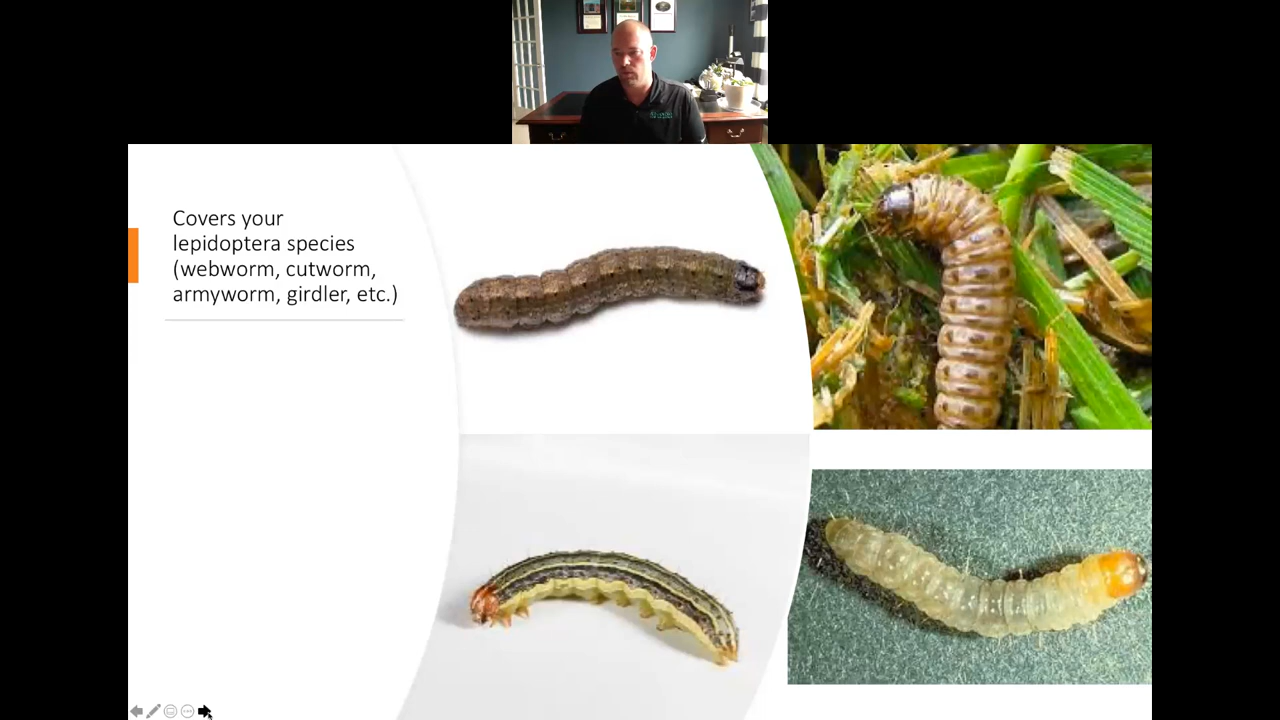 Covers your
lepidoptera species
(webworm, cutworm,
armyworm, girdler, etc.)